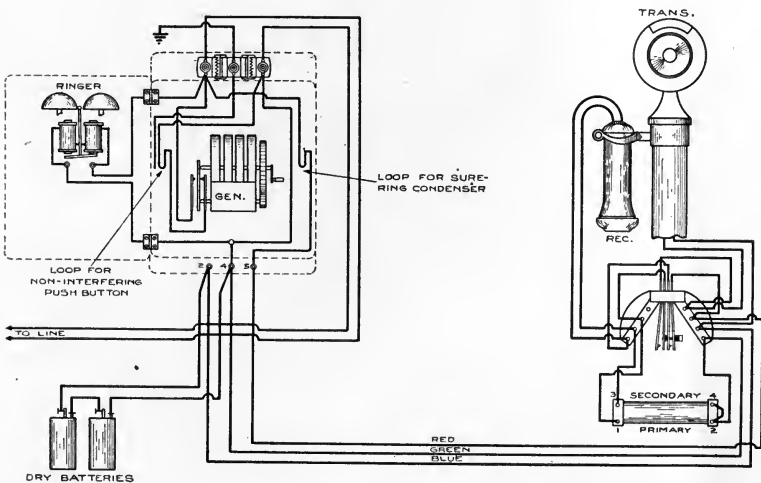 TRANS.
RINGER
GEN.
LOOP FOR SURE-
RING CONDENSER
REC.
LOOP FOR
NON-INTERFERING
PUSH BUTTON
2 4 5
TO LINE
3 SECONDARY 4
1 PRIMARY 2
RED
GREEN
BLUE
DRY BATTERIES